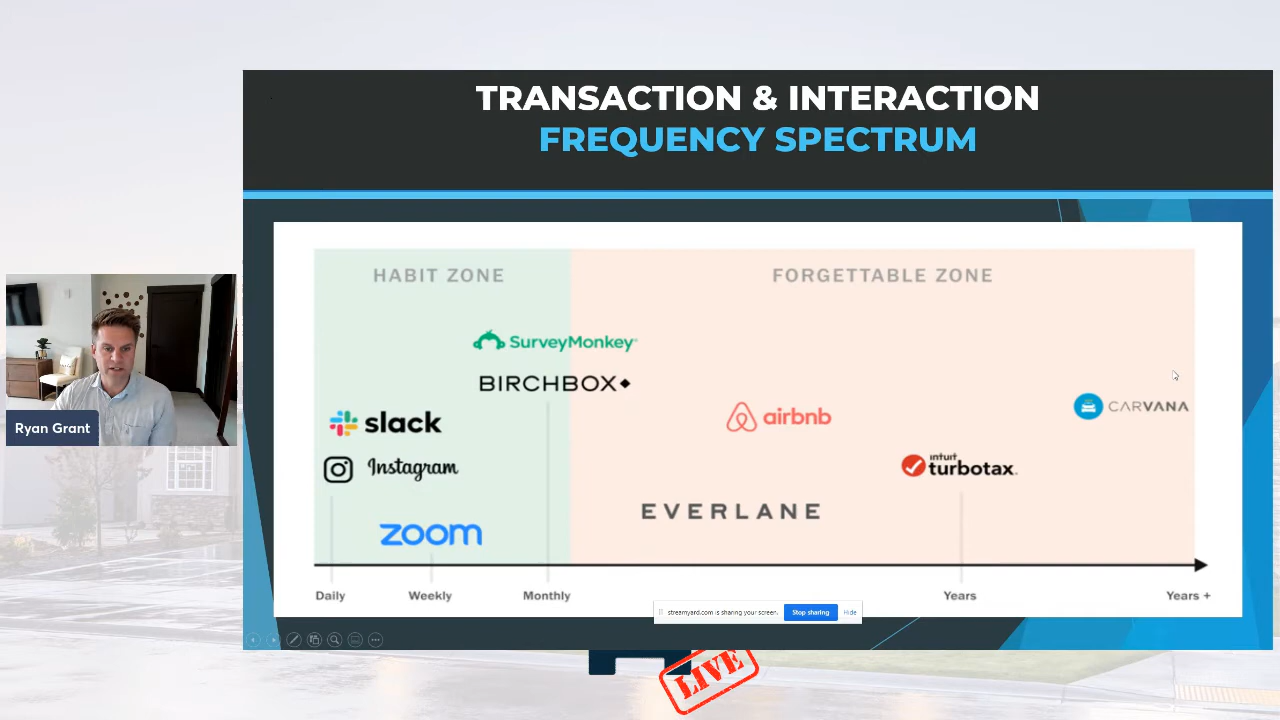 TRANSACTION & INTERACTION
FREQUENCY SPECTRUM
HABIT ZONE
FORGETTABLE ZONE
SurveyMonkey
BIRCHBOX
slack
airbnb
CARVANA
Instagram
intuit
turbotax.
EVERLANE
zoom
Daily
Weekly
Monthly
Years
Years +
streamyard.com is sharing your screen.
Stop sharing
Hide
Ryan Grant
LIVE